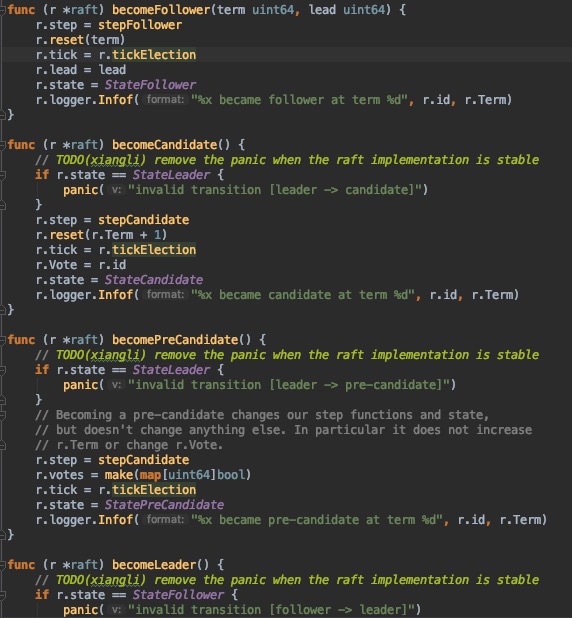 func (r *raft) becomeFollower(term uint64, lead uint64) {
    r.step = stepFollower
    r.reset(term)
    r.tick = r.tickElection
    r.lead = lead
    r.state = StateFollower
    r.logger.Infof( format: "%x became follower at term %d", r.id, r.Term)
}
func (r *raft) becomeCandidate() {
    // TODO(xiangli) remove the panic when the raft implementation is stable
    if r.state == StateLeader {
        panic( v: "invalid transition [leader -> candidate]")
    }
    r.step = stepCandidate
    r.reset(r.Term + 1)
    r.tick = r.tickElection
    r.Vote = r.id
    r.state = StateCandidate
    r.logger.Infof( format: "%x became candidate at term %d", r.id, r.Term)
}
func (r *raft) becomePreCandidate() {
    // TODO(xiangli) remove the panic when the raft implementation is stable
    if r.state == StateLeader {
        panic( v: "invalid transition [leader -> pre-candidate]")
    }
    // Becoming a pre-candidate changes our step functions and state,
    // but doesn't change anything else. In particular it does not increase
    // r.Term or change r.Vote.
    r.step = stepCandidate
    r.votes = make(map[uint64]bool)
    r.tick = r.tickElection
    r.state = StatePreCandidate
    r.logger.Infof( format: "%x became pre-candidate at term %d", r.id, r.Term)
}
func (r *raft) becomeLeader() {
    // TODO(xiangli) remove the panic when the raft implementation is stable
    if r.state == StateFollower {
        panic( v: "invalid transition [follower -> leader]")